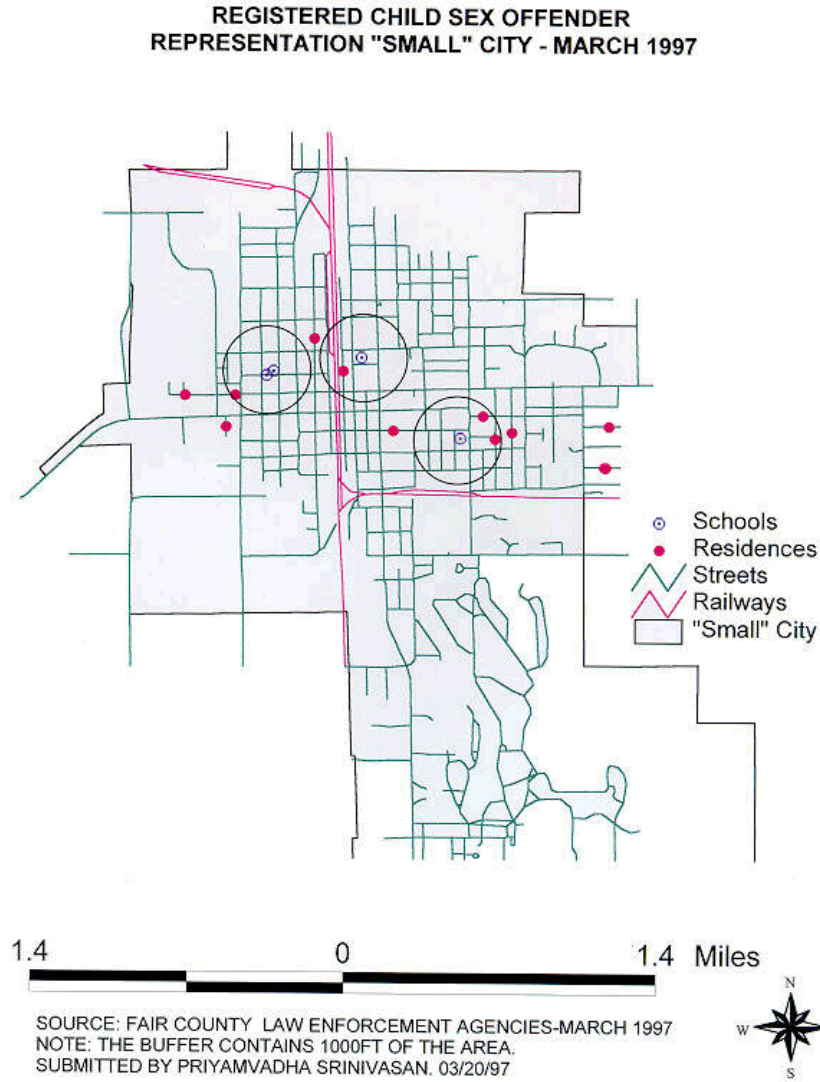 REGISTERED CHILD SEX OFFENDER
REPRESENTATION "SMALL" CITY - MARCH 1997
Schools
Residences
Streets
Railways
"Small" City
1.4 0 1.4 Miles
N
W E
S
SOURCE: FAIR COUNTY LAW ENFORCEMENT AGENCIES-MARCH 1997
NOTE: THE BUFFER CONTAINS 1000FT OF THE AREA.
SUBMITTED BY PRIYAMVADHA SRINIVASAN. 03/20/97